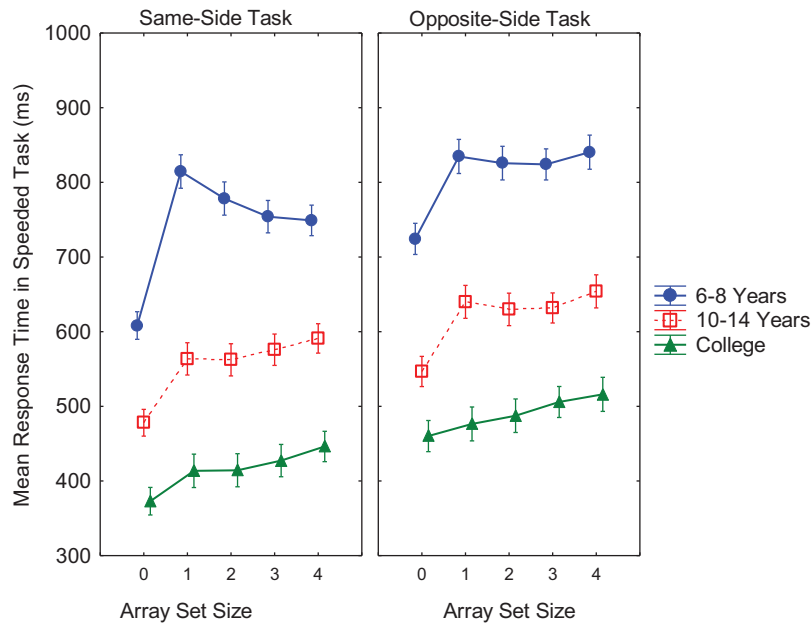 Same-Side Task
Opposite-Side Task
Mean Response Time in Speeded Task (ms)
1000
900
800
700
600
500
400
300
0 1 2 3 4
0 1 2 3 4
Array Set Size
Array Set Size
6-8 Years
10-14 Years
College